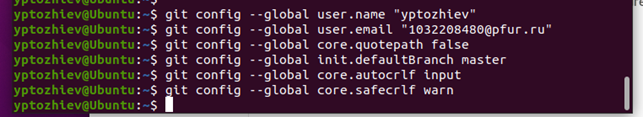 yptozhiev@Ubuntu:~$ git config --global user.name "yptozhiev"
yptozhiev@Ubuntu:~$ git config --global user.email "1032208480@pfur.ru"
yptozhiev@Ubuntu:~$ git config --global core.quotepath false
yptozhiev@Ubuntu:~$ git config --global init.defaultBranch master
yptozhiev@Ubuntu:~$ git config --global core.autocrlf input
yptozhiev@Ubuntu:~$ git config --global core.safecrlf warn
yptozhiev@Ubuntu:~$